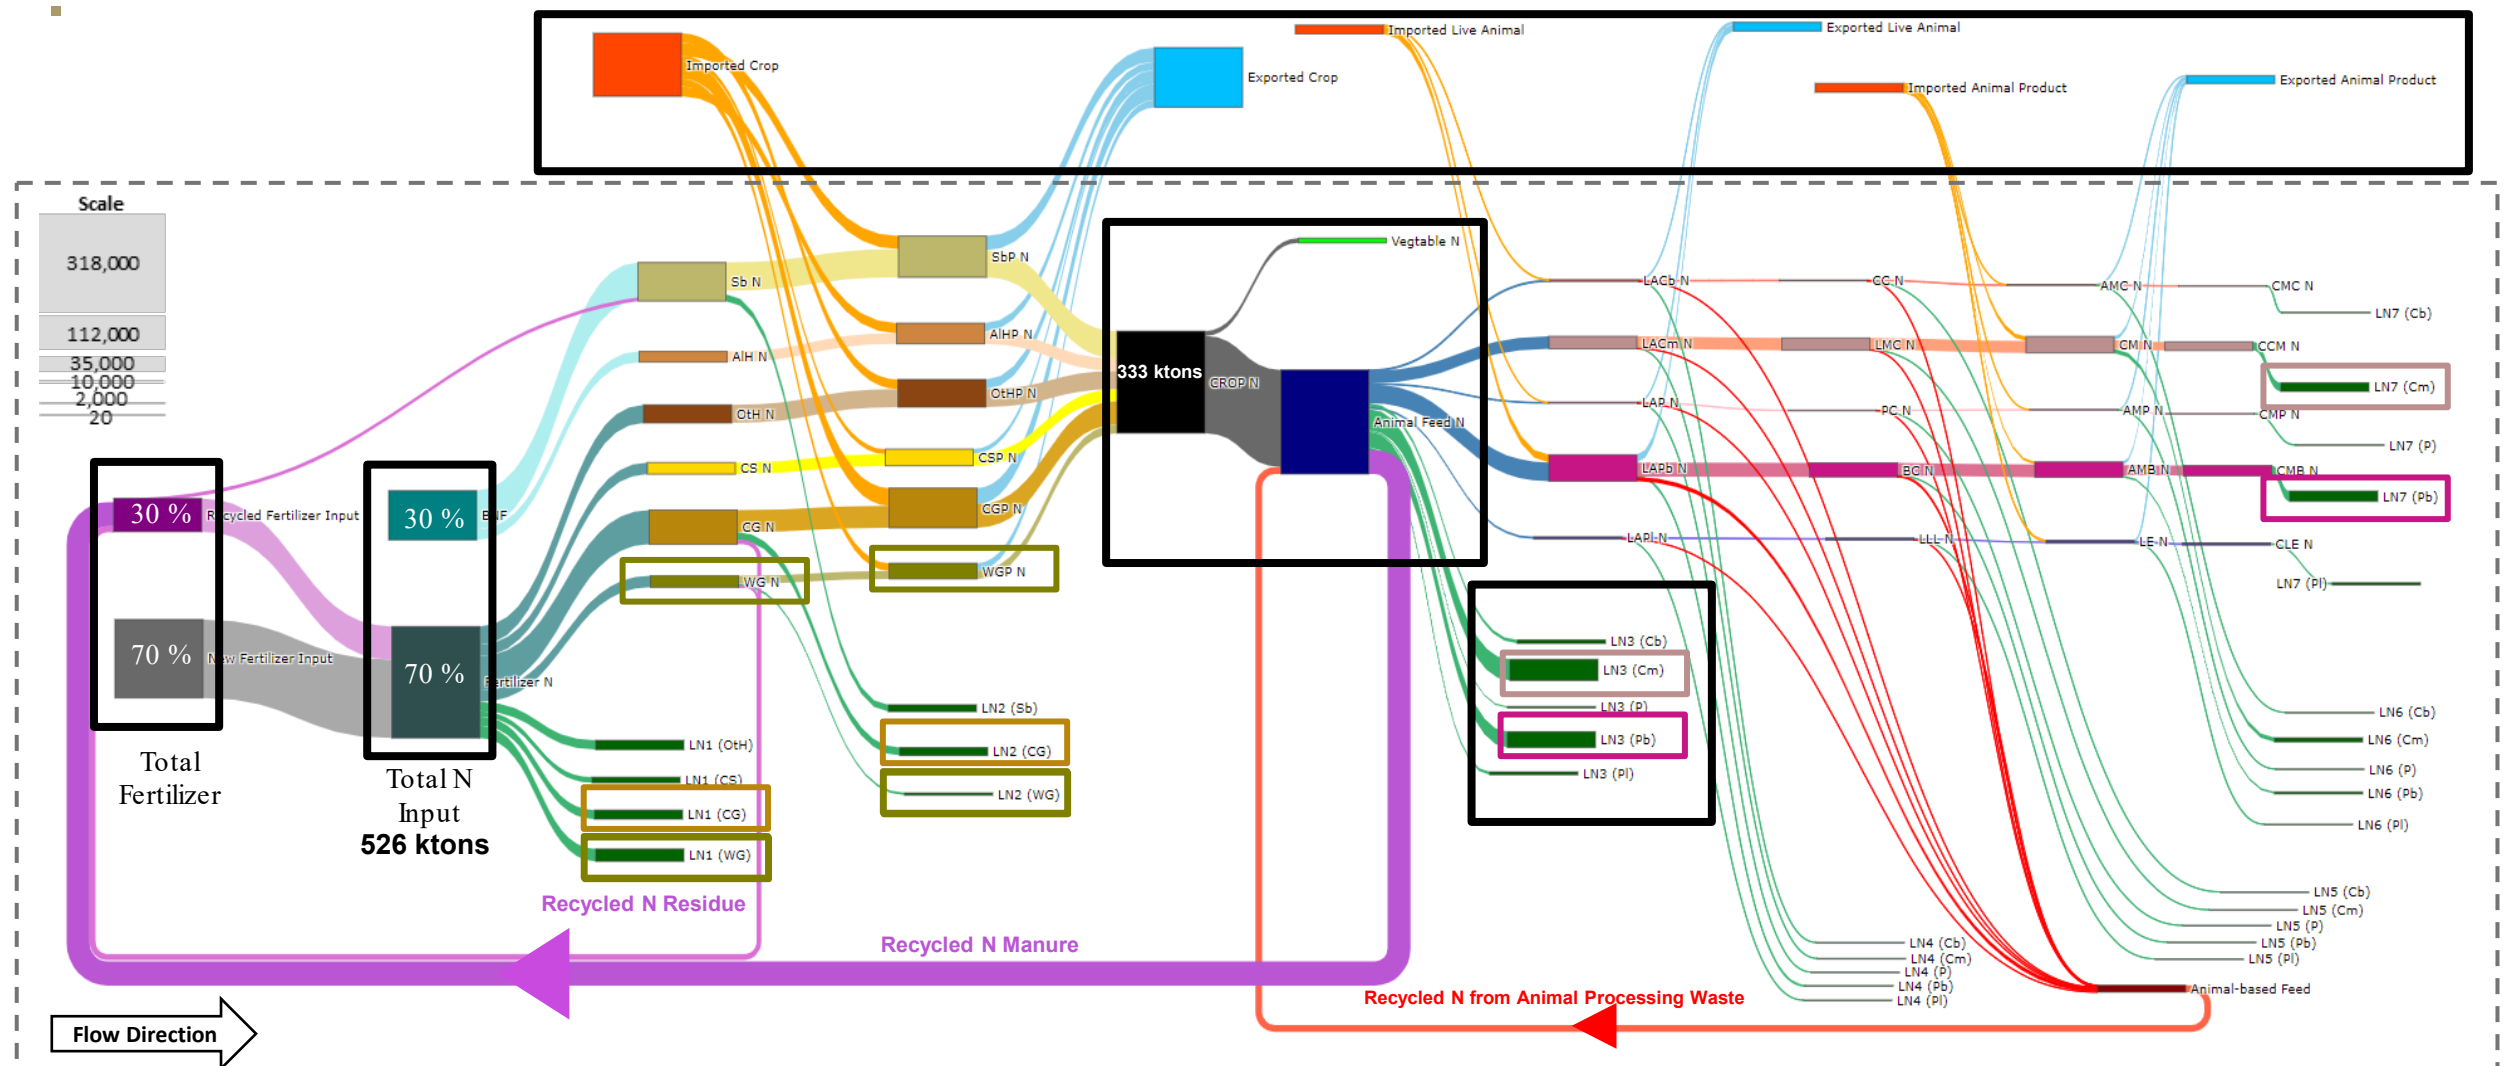 Imported Crop
Exported Crop
Imported Live Animal
Exported Live Animal
Imported Animal Product
Exported Animal Product
Scale
318,000
112,000
35,000
10,000
2,000
20
Sb N
SbP N
AlH N
AlHP N
OtH N
OtHP N
CS N
CSP N
CG N
CGP N
WG N
WGP N
Vegtable N
333 ktons
CROP N
Animal Feed N
LACb N
CC N
AMC N
CMC N
LN7 (Cb)
LACm N
LMC N
CM N
CCM N
LN7 (Cm)
LAP N
PC N
AMP N
CMP N
LN7 (P)
LAPb N
BC N
AMB N
CMB N
LN7 (Pb)
LAPl N
LLL N
LE N
CLE N
LN7 (Pl)
30 %
Recycled Fertilizer Input
30 %
BNF
70 %
New Fertilizer Input
70 %
Fertilizer N
Total
Fertilizer
Total N
Input
526 ktons
LN1 (OtH)
LN1 (CS)
LN1 (CG)
LN1 (WG)
LN2 (Sb)
LN2 (CG)
LN2 (WG)
LN3 (Cb)
LN3 (Cm)
LN3 (P)
LN3 (Pb)
LN3 (Pl)
LN6 (Cb)
LN6 (Cm)
LN6 (P)
LN6 (Pb)
LN6 (Pl)
LN5 (Cb)
LN5 (Cm)
LN5 (P)
LN5 (Pb)
LN5 (Pl)
LN4 (Cb)
LN4 (Cm)
LN4 (P)
LN4 (Pb)
LN4 (Pl)
Animal-based Feed
Recycled N Residue
Recycled N Manure
Recycled N from Animal Processing Waste
Flow Direction